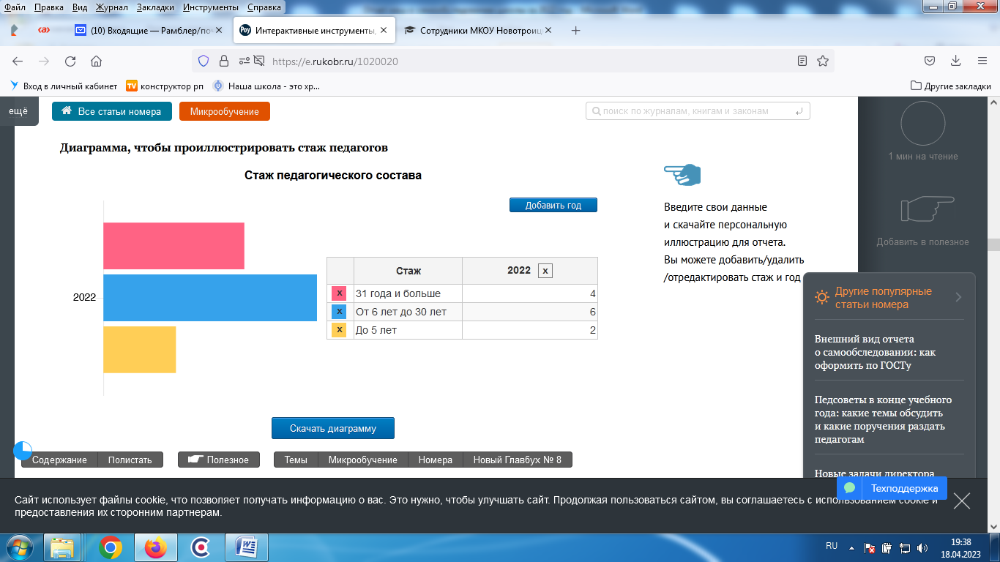 Файл Правка Вид Журнал Закладки Инструменты Справка
(10) Входящие — Рамблер/по
Интерактивные инструменты,
Сотрудники МКОУ Новотроиц
https://e.rukobr.ru/1020020
Вход в личный кабинет
TV конструктор рп
Наша школа - это хр...
Другие закладки
ещё
Все статьи номера
Микрообучение
поиск по журналам, книгам и законам
1 мин на чтение
Добавить в полезное
Диаграмма, чтобы проиллюстрировать стаж педагогов
Стаж педагогического состава
Добавить год
2022
Стаж 2022 x
x 31 года и больше 4
x От 6 лет до 30 лет 6
x До 5 лет 2
Введите свои данные
и скачайте персональную
иллюстрацию для отчета.
Вы можете добавить/удалить
/отредактировать стаж и год
Другие популярные
статьи номера
Внешний вид отчета
о самообследовании: как
оформить по ГОСТу
Педсоветы в конце учебного
года: какие темы обсудить
и какие поручения раздать
педагогам
Новые задачи директора
Скачать диаграмму
Содержание Полистать Полезное Темы Микрообучение Номера Новый Главбух № 8
Техподдержка
Сайт использует файлы cookie, что позволяет получать информацию о вас. Это нужно, чтобы улучшать сайт. Продолжая пользоваться сайтом, вы соглашаетесь с использованием cookie и
предоставления их сторонним партнерам.
RU
19:38
18.04.2023